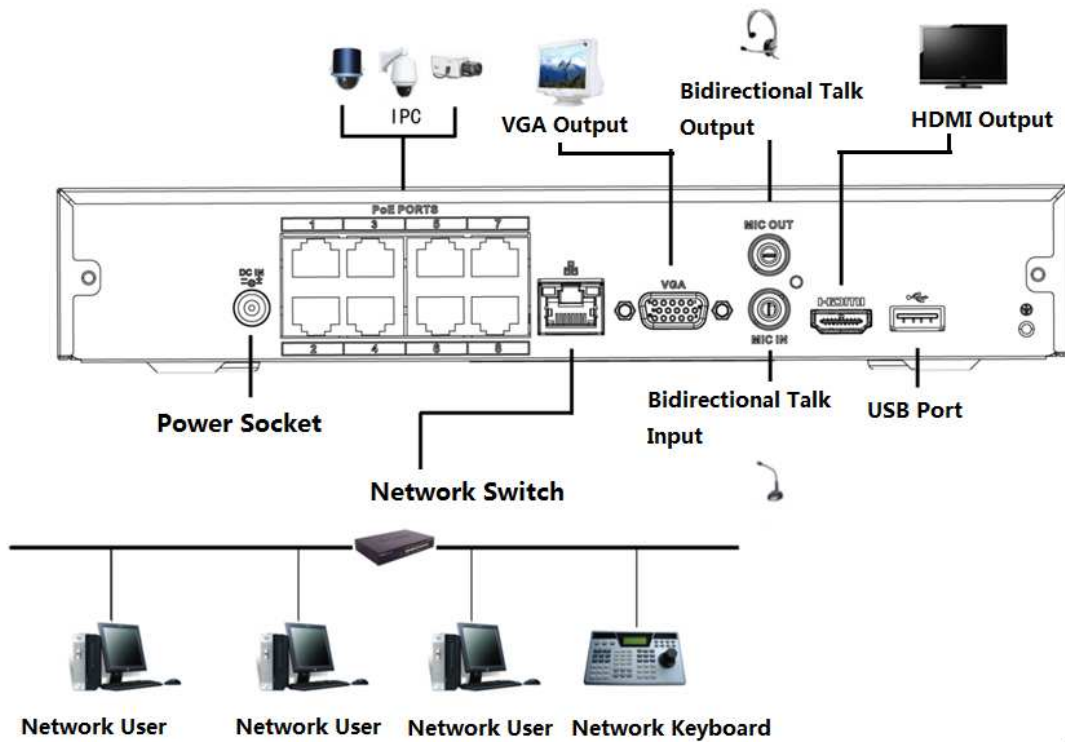 IPC
VGA Output
Bidirectional Talk
Output
HDMI Output
PoE PORTS
1 3 5 7
MIC OUT
DC IN
VGA
HDMI
MIC IN
2 4 6 8
Power Socket
Bidirectional Talk
Input
USB Port
Network Switch
Network User
Network User
Network User
Network Keyboard